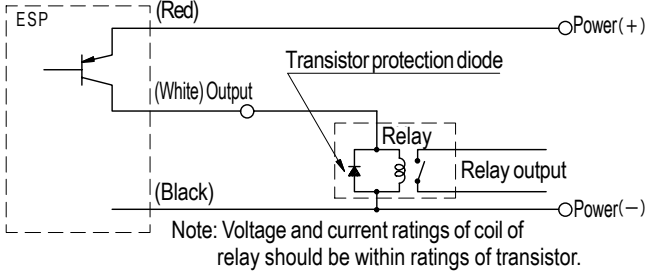 ESP
(Red)
Power(+)
Transistor protection diode
(White) Output
Relay
Relay output
(Black)
Power(−)
Note: Voltage and current ratings of coil of
relay should be within ratings of transistor.